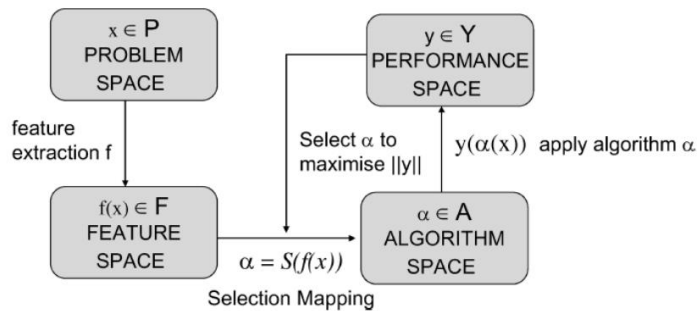 x ∈ P
PROBLEM
SPACE
y ∈ Y
PERFORMANCE
SPACE
feature
extraction f
Select α to
maximise ||y||
y(α(x)) apply algorithm α
f(x) ∈ F
FEATURE
SPACE
α = S(f(x))
Selection Mapping
α ∈ A
ALGORITHM
SPACE